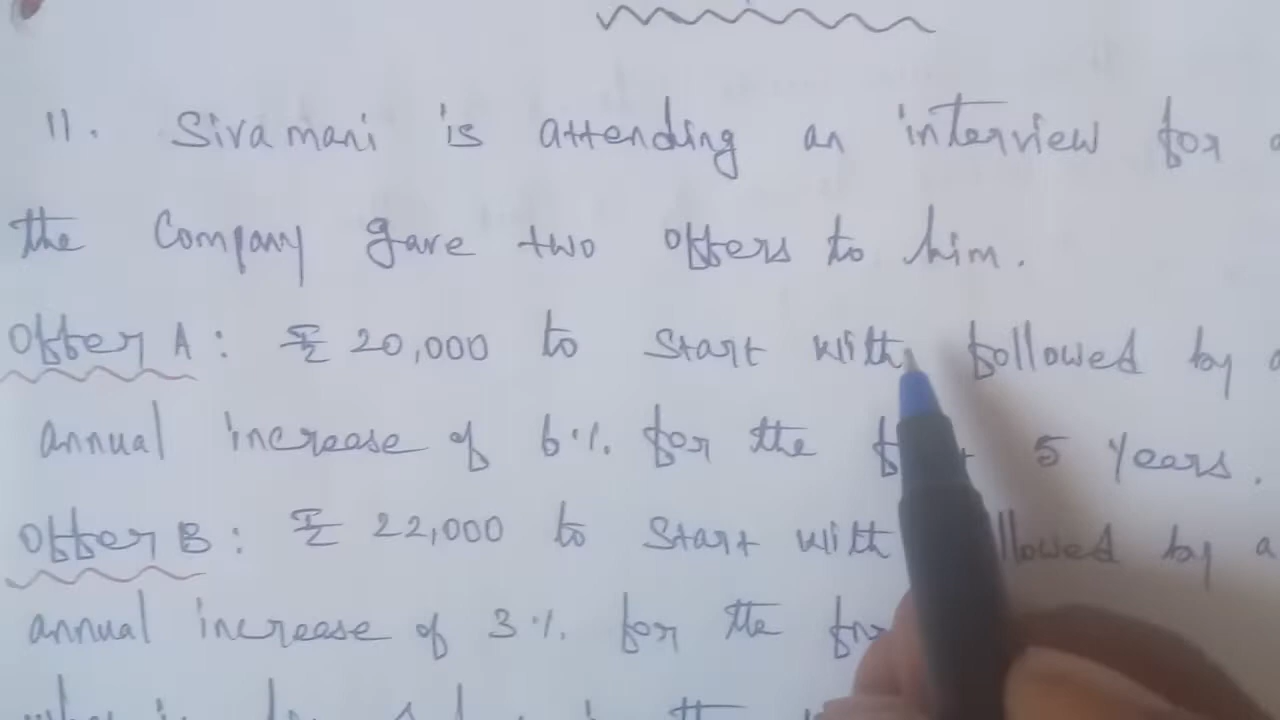 11. Sivamani is attending an interview for
the Company gave two offers to him.
Offer A: ₹ 20,000 to start with followed by a
annual increase of 6% for the 5 years.
Offer B: ₹ 22,000 to start with by a
annual increase of 3% for the